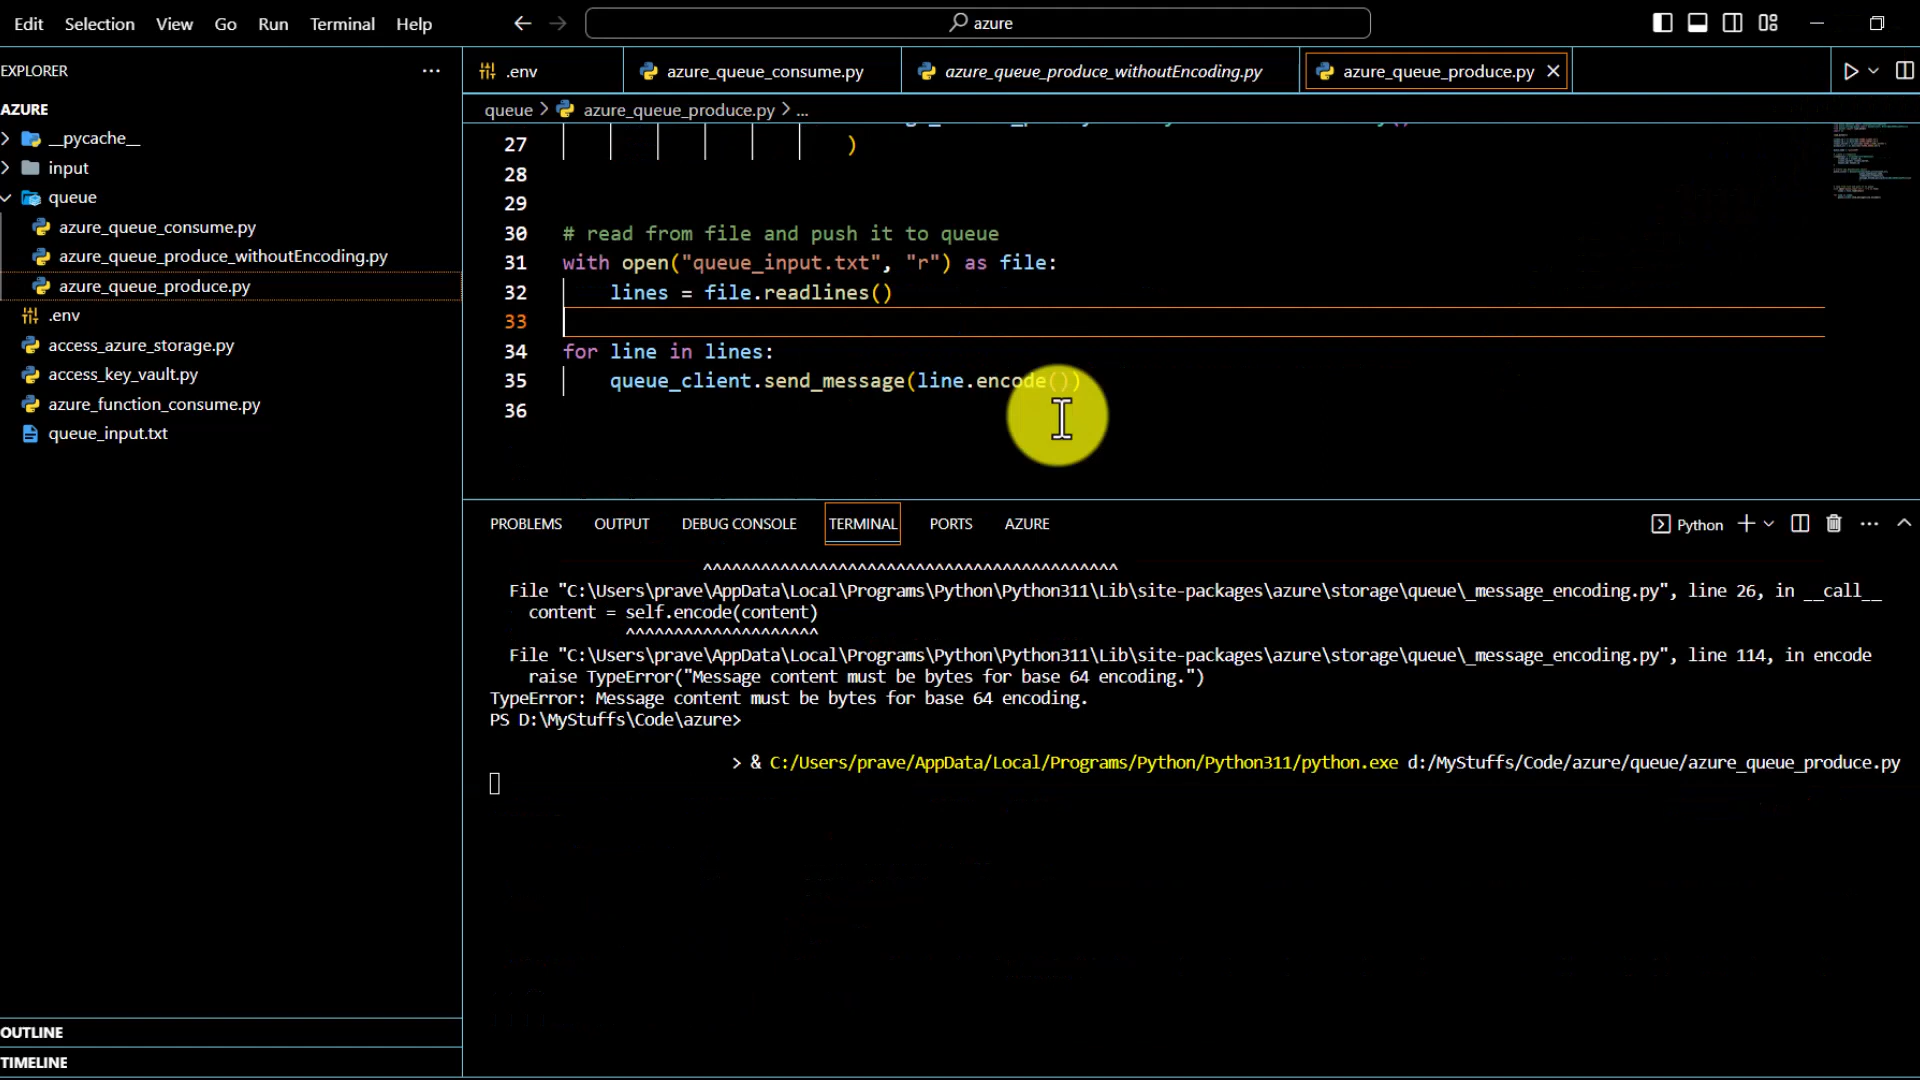 Edit Selection View Go Run Terminal Help
azure
EXPLORER
.env
azure_queue_consume.py
azure_queue_produce_withoutEncoding.py
azure_queue_produce.py
AZURE
queue > azure_queue_produce.py > ...
__pycache__
input
queue
azure_queue_consume.py
azure_queue_produce_withoutEncoding.py
azure_queue_produce.py
.env
access_azure_storage.py
access_key_vault.py
azure_function_consume.py
queue_input.txt
OUTLINE
TIMELINE
27 )
28
29
30 # read from file and push it to queue
31 with open("queue_input.txt", "r") as file:
32 lines = file.readlines()
33
34 for line in lines:
35 queue_client.send_message(line.encode())
36
PROBLEMS OUTPUT DEBUG CONSOLE TERMINAL PORTS AZURE
Python
^^^^^^^^^^^^^^^^^^^^^^^^^^^^^^^^^^^^^^^^^^^
File "C:\Users\prave\AppData\Local\Programs\Python\Python311\Lib\site-packages\azure\storage\queue\_message_encoding.py", line 26, in __call__
content = self.encode(content)
^^^^^^^^^^^^^^^^^^^^
File "C:\Users\prave\AppData\Local\Programs\Python\Python311\Lib\site-packages\azure\storage\queue\_message_encoding.py", line 114, in encode
raise TypeError("Message content must be bytes for base 64 encoding.")
TypeError: Message content must be bytes for base 64 encoding.
PS D:\MyStuffs\Code\azure>
> & C:/Users/prave/AppData/Local/Programs/Python/Python311/python.exe d:/MyStuffs/Code/azure/queue/azure_queue_produce.py